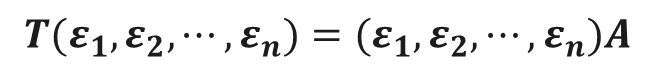 T(ε₁, ε₂, ⋯, εₙ) = (ε₁, ε₂, ⋯, εₙ)A